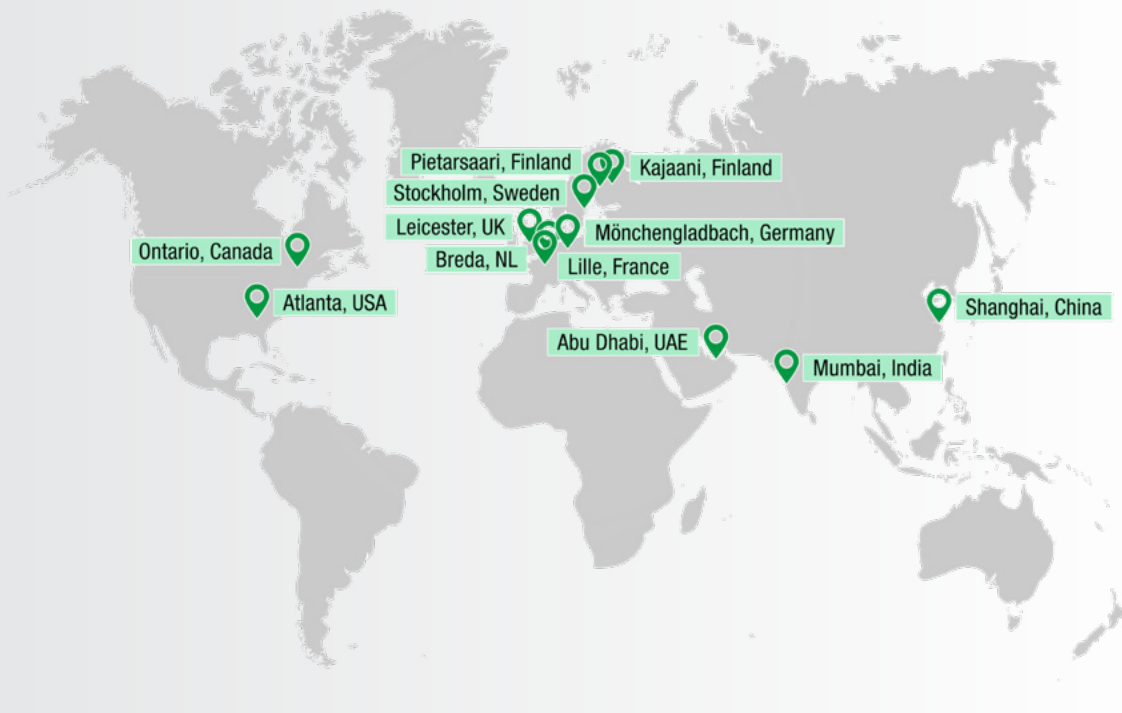 Pietarsaari, Finland
Kajaani, Finland
Stockholm, Sweden
Leicester, UK
Mönchengladbach, Germany
Breda, NL
Lille, France
Ontario, Canada
Atlanta, USA
Shanghai, China
Abu Dhabi, UAE
Mumbai, India